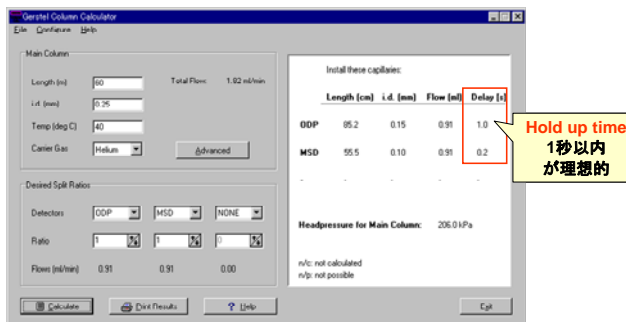 Gerstel Column Calculator
File Configure Help
Main Column
Length (m) 60 Total Flow: 1.82 ml/min
i.d. (mm) 0.25
Temp (deg C) 40
Carrier Gas Helium Advanced
Desired Split Ratios
Detectors ODP MSD NONE
Ratio 1 1 0
Flows (ml/min) 0.91 0.91 0.00
Calculate Print Results Help Exit
Install these capillaries:
Length (cm) i.d. (mm) Flow (ml) Delay (s)
ODP 85.2 0.15 0.91 1.0
MSD 55.5 0.10 0.91 0.2
- - - -
Headpressure for Main Column: 206.0 kPa
n/c: not calculated
n/p: not possible
Hold up time
1秒以内
が理想的